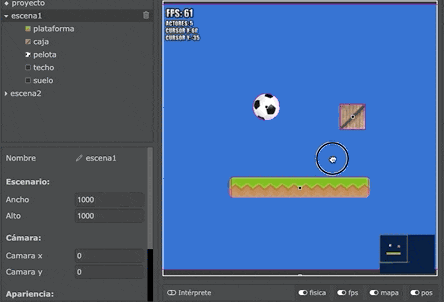 proyecto
escena1
plataforma
caja
pelota
techo
suelo
escena2
Nombre
escena1
Escenario:
Ancho
1000
Alto
1000
Cámara:
Camara x
0
Camara y
0
Apariencia:
FPS: 61
ACTORES: 5
CURSOR X: 60
CURSOR Y: -35
Intérprete
física
fps
mapa
pos